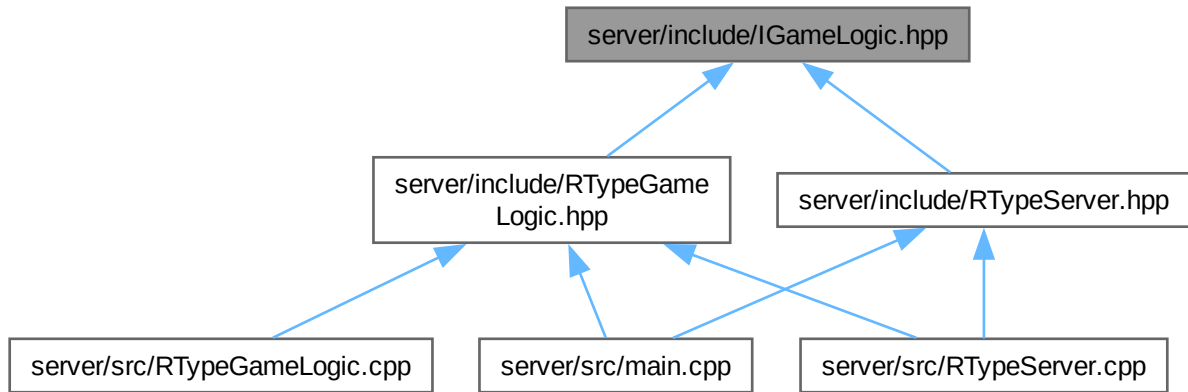 server/include/IGameLogic.hpp
server/include/RTypeGame
Logic.hpp
server/include/RTypeServer.hpp
server/src/RTypeGameLogic.cpp
server/src/main.cpp
server/src/RTypeServer.cpp